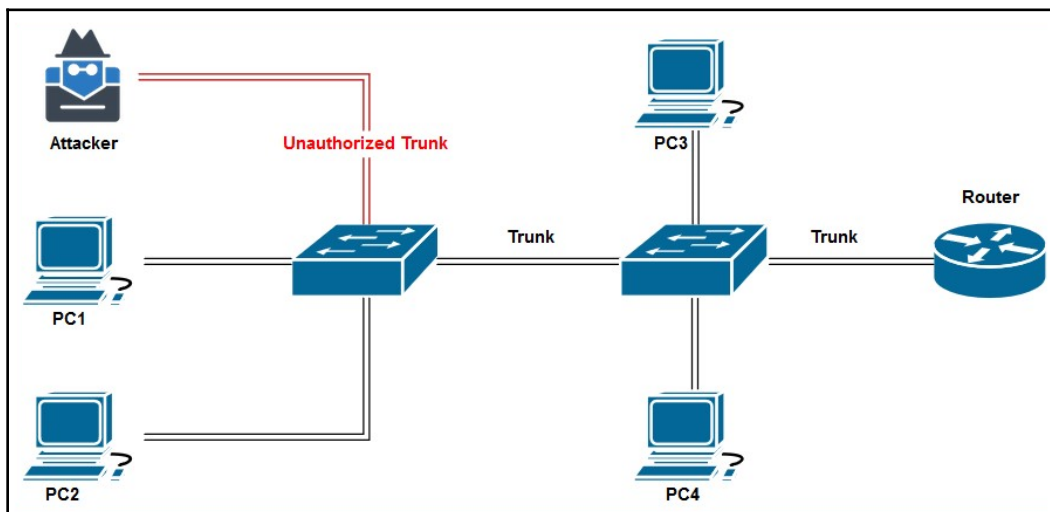 Attacker
Unauthorized Trunk
PC3
Router
Trunk
Trunk
PC1
PC2
PC4